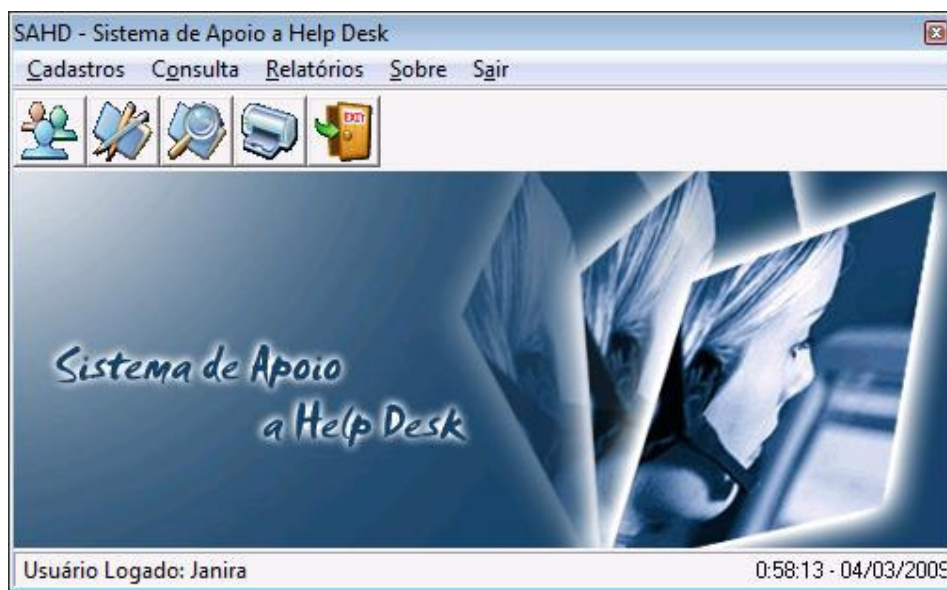 SAHD - Sistema de Apoio a Help Desk
Cadastros Consulta Relatórios Sobre Sair
EXIT
Sistema de Apoio
a Help Desk
Usuário Logado: Janira
0:58:13 - 04/03/2009